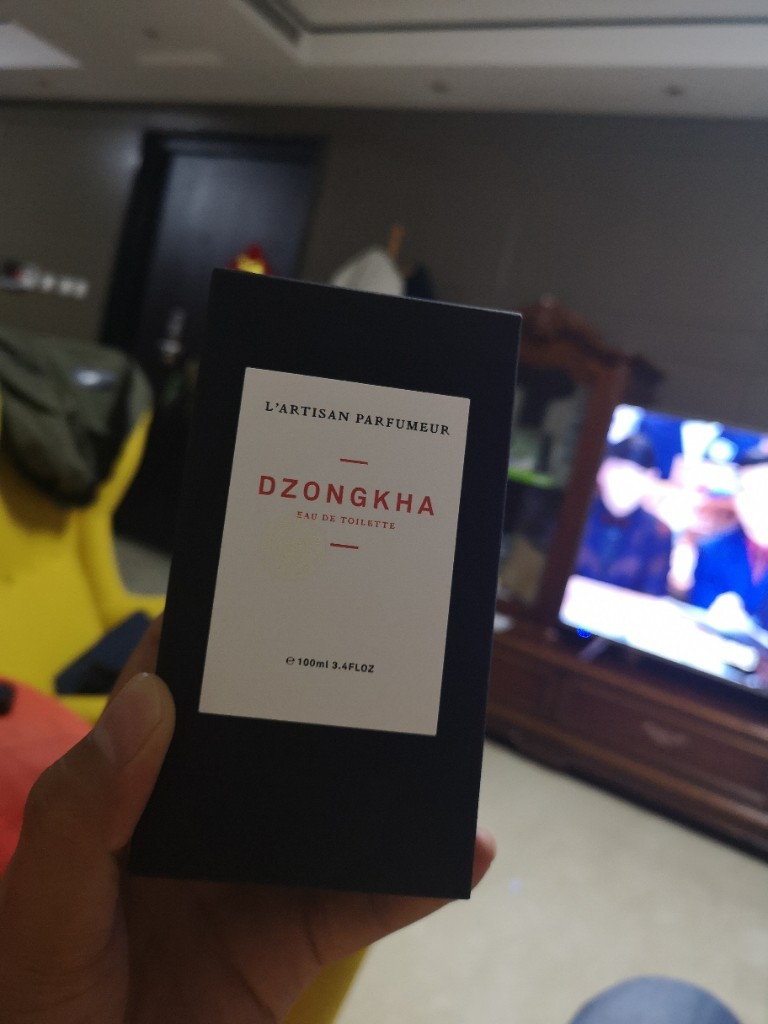 L'ARTISAN PARFUMEUR
DZONGKHA
EAU DE TOILETTE
℮ 100ml 3.4FLOZ